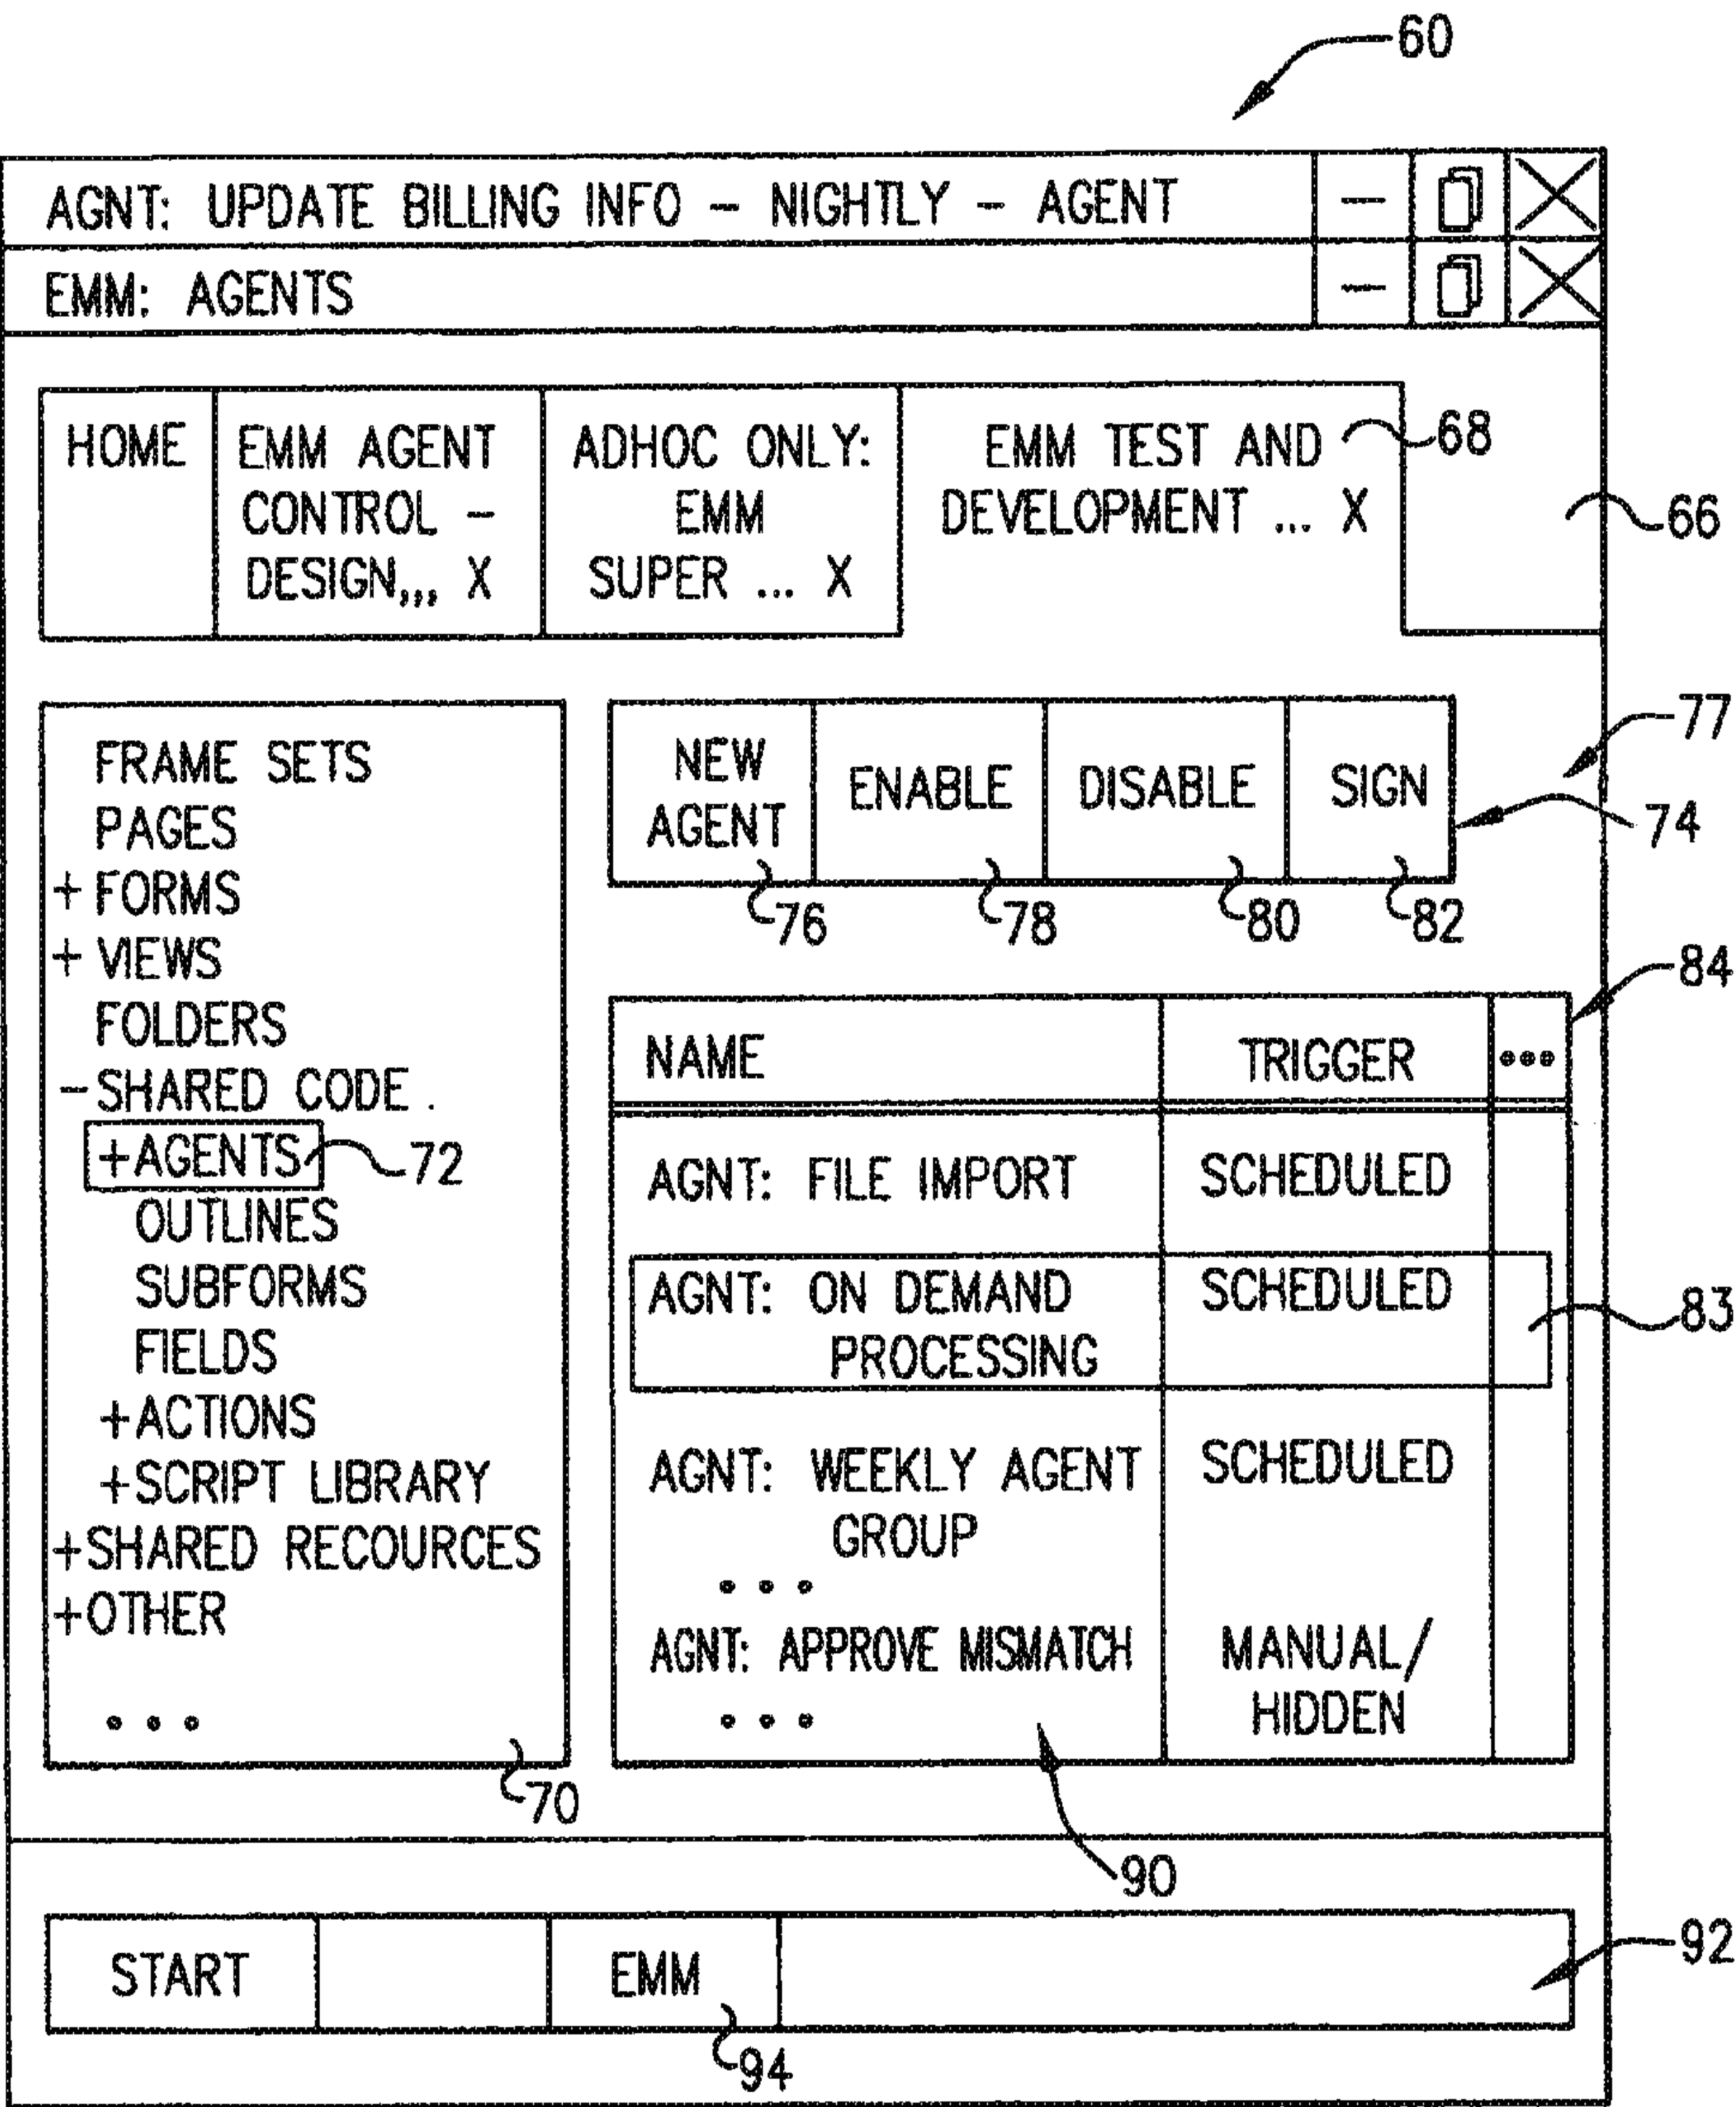 60
AGNT: UPDATE BILLING INFO – NIGHTLY – AGENT
EMM: AGENTS
HOME
EMM AGENT
CONTROL –
DESIGN,,, X
ADHOC ONLY:
EMM
SUPER ... X
EMM TEST AND
DEVELOPMENT ... X
68
66
FRAME SETS
PAGES
+ FORMS
+ VIEWS
FOLDERS
– SHARED CODE .
+AGENTS
72
OUTLINES
SUBFORMS
FIELDS
+ACTIONS
+SCRIPT LIBRARY
+SHARED RECOURCES
+OTHER
...
70
NEW
AGENT
ENABLE
DISABLE
SIGN
77
74
76
78
80
82
84
NAME
TRIGGER
...
AGNT: FILE IMPORT
SCHEDULED
AGNT: ON DEMAND
PROCESSING
SCHEDULED
83
AGNT: WEEKLY AGENT
GROUP
SCHEDULED
...
AGNT: APPROVE MISMATCH
MANUAL/
HIDDEN
...
90
START
EMM
92
94